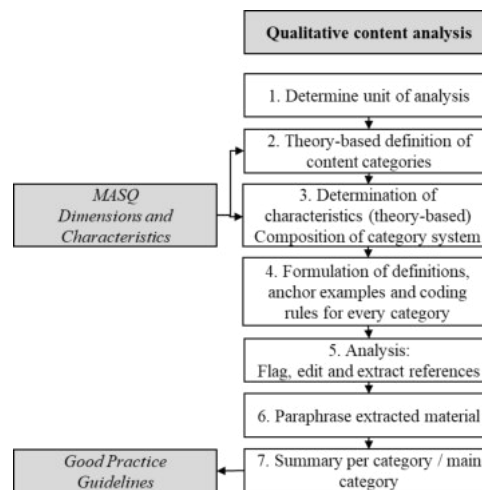 Qualitative content analysis
1. Determine unit of analysis
2. Theory-based definition of
content categories
MASQ
Dimensions and
Characteristics
3. Determination of
characteristics (theory-based)
Composition of category system
4. Formulation of definitions,
anchor examples and coding
rules for every category
5. Analysis:
Flag, edit and extract references
6. Paraphrase extracted material
7. Summary per category / main
category
Good Practice
Guidelines